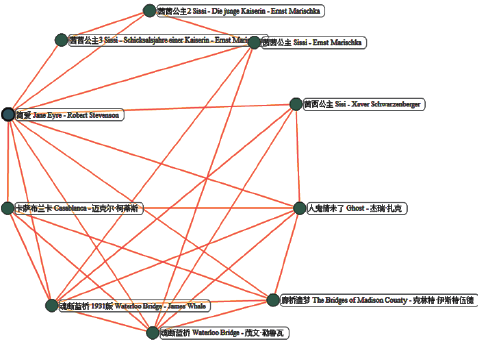 茜茜公主2 Sissi - Die junge Kaiserin - Ernst Marischka
茜茜公主3 Sissi - Schicksalsjahre einer Kaiserin - Ernst
茜茜公主 Sissi - Ernst Marischka
茜茜公主 Sisi - Xaver Schwarzenberger
简爱 Jane Eyre - Robert Stevenson
卡萨布兰卡 Casablanca - 迈克尔·柯蒂斯
人鬼情未了 Ghost - 杰瑞·扎克
廊桥遗梦 The Bridges of Madison County - 克林特·伊斯特伍德
魂断蓝桥 1931版 Waterloo Bridge - James Whale
魂断蓝桥 Waterloo Bridge - 茂文·勒鲁瓦